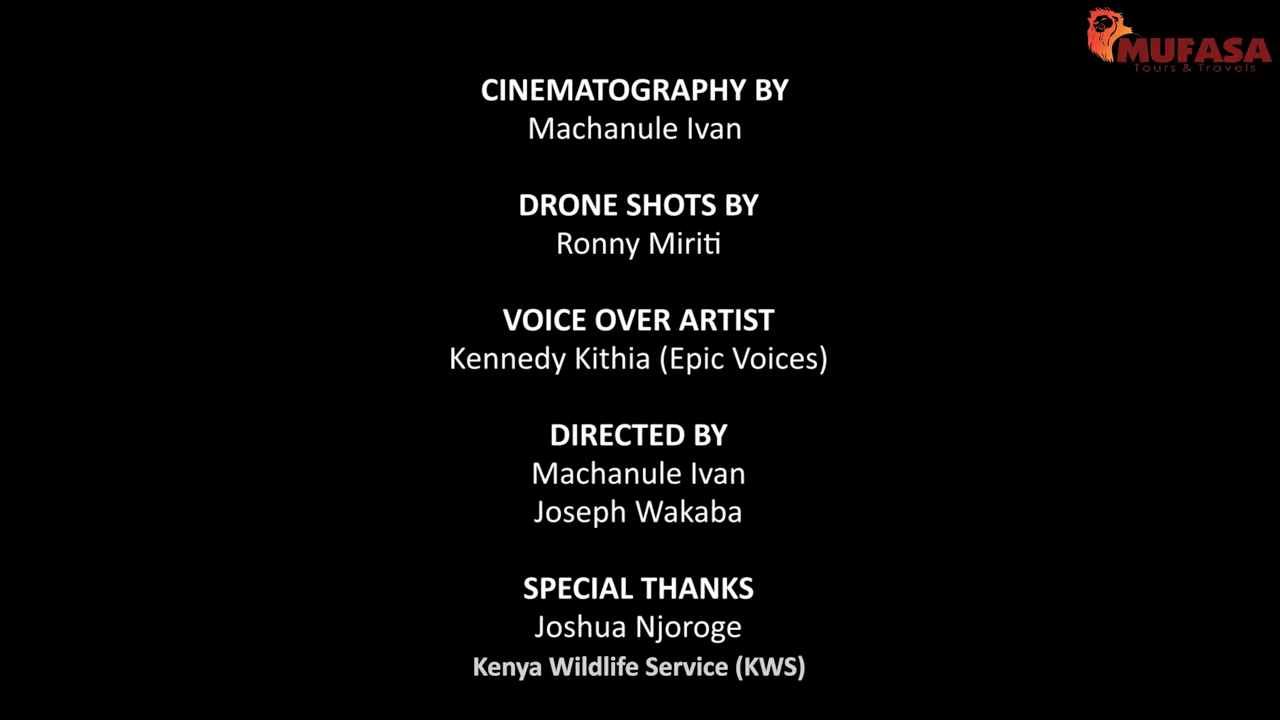 MUFASA
Tours & Travels
CINEMATOGRAPHY BY
Machanule Ivan
DRONE SHOTS BY
Ronny Miriti
VOICE OVER ARTIST
Kennedy Kithia (Epic Voices)
DIRECTED BY
Machanule Ivan
Joseph Wakaba
SPECIAL THANKS
Joshua Njoroge
Kenya Wildlife Service (KWS)